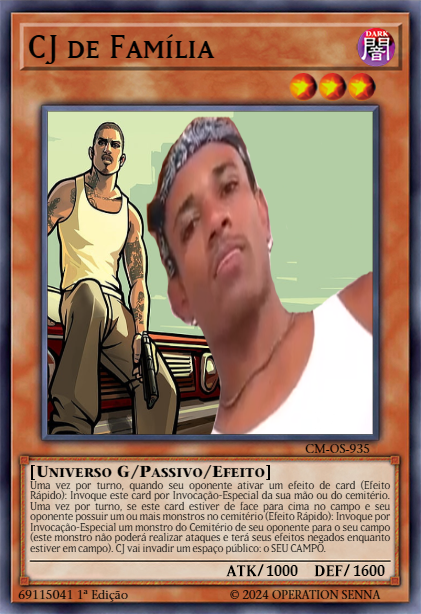 CJ de Família
DARK
闇
CM-OS-935
[Universo G/Passivo/Efeito]
Uma vez por turno, quando seu oponente ativar um efeito de card (Efeito
Rápido): Invoque este card por Invocação-Especial da sua mão ou do cemitério.
Uma vez por turno, se este card estiver de face para cima no campo e seu
oponente possuir um ou mais monstros no cemitério (Efeito Rápido): Invoque por
Invocação-Especial um monstro do Cemitério de seu oponente para o seu campo
(este monstro não poderá realizar ataques e terá seus efeitos negados enquanto
estiver em campo). CJ vai invadir um espaço público: o SEU CAMPO.
ATK/1000 DEF/1600
69115041 1ª Edição © 2024 OPERATION SENNA